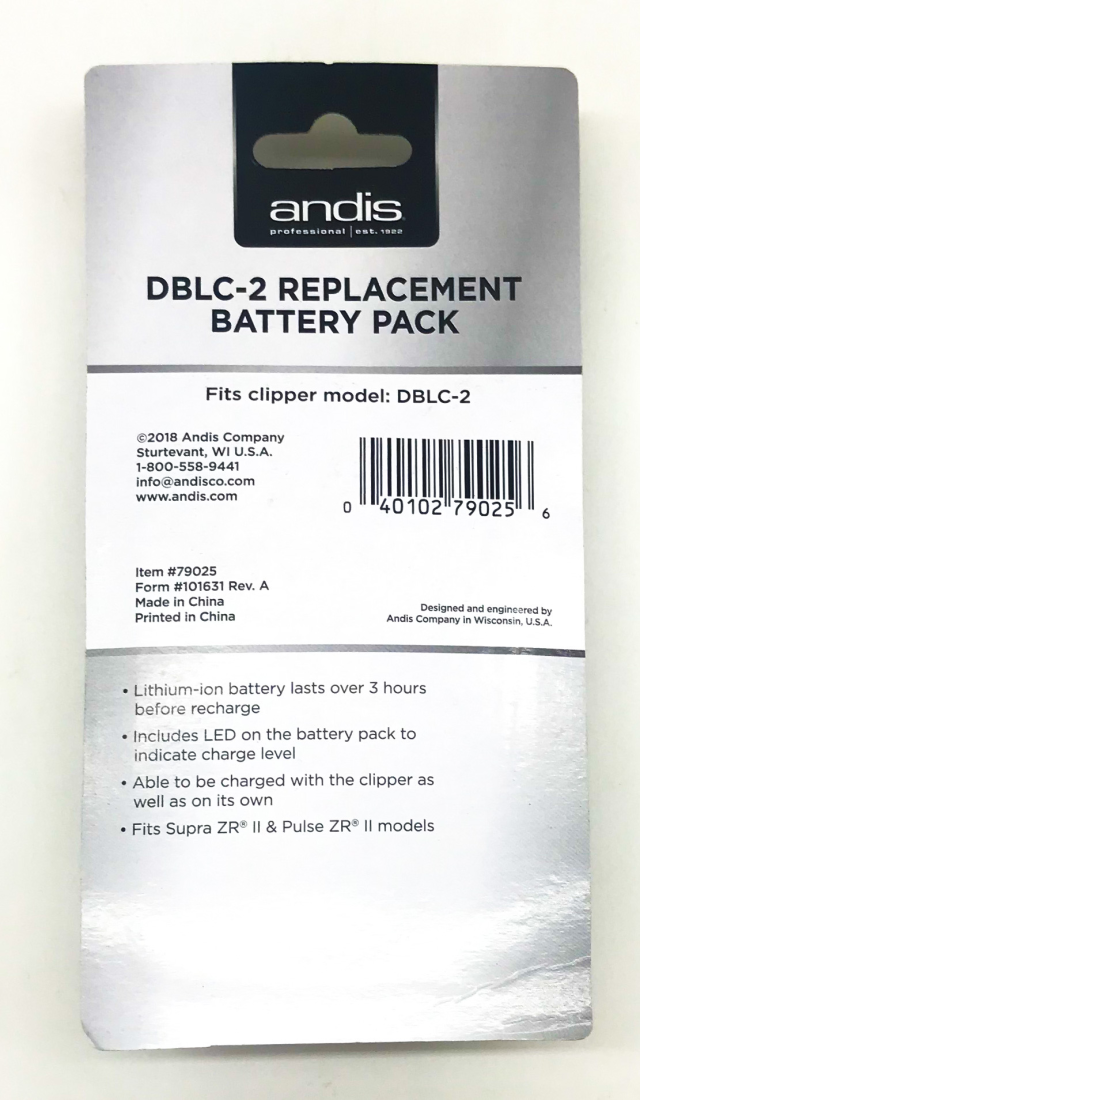 andis
professional | est. 1922
DBLC-2 REPLACEMENT
BATTERY PACK
Fits clipper model: DBLC-2
©2018 Andis Company
Sturtevant, WI U.S.A.
1-800-558-9441
info@andisco.com
www.andis.com
0 40102 79025 6
Item #79025
Form #101631 Rev. A
Made in China
Printed in China
Designed and engineered by
Andis Company in Wisconsin, U.S.A.
• Lithium-ion battery lasts over 3 hours
before recharge
• Includes LED on the battery pack to
indicate charge level
• Able to be charged with the clipper as
well as on its own
• Fits Supra ZR® II & Pulse ZR® II models